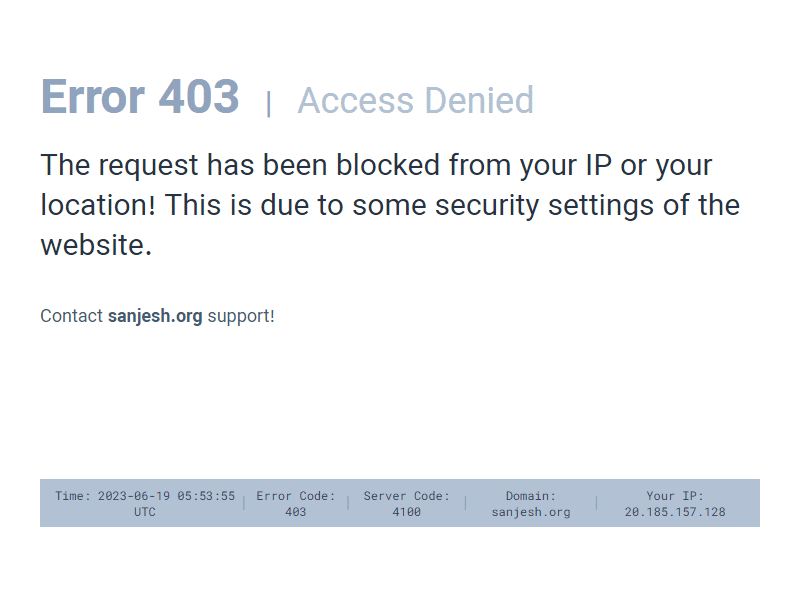 Error 403 | Access Denied
The request has been blocked from your IP or your
location! This is due to some security settings of the
website.
Contact sanjesh.org support!
Time: 2023-06-19 05:53:55 UTC
Error Code: 403
Server Code: 4100
Domain: sanjesh.org
Your IP: 20.185.157.128